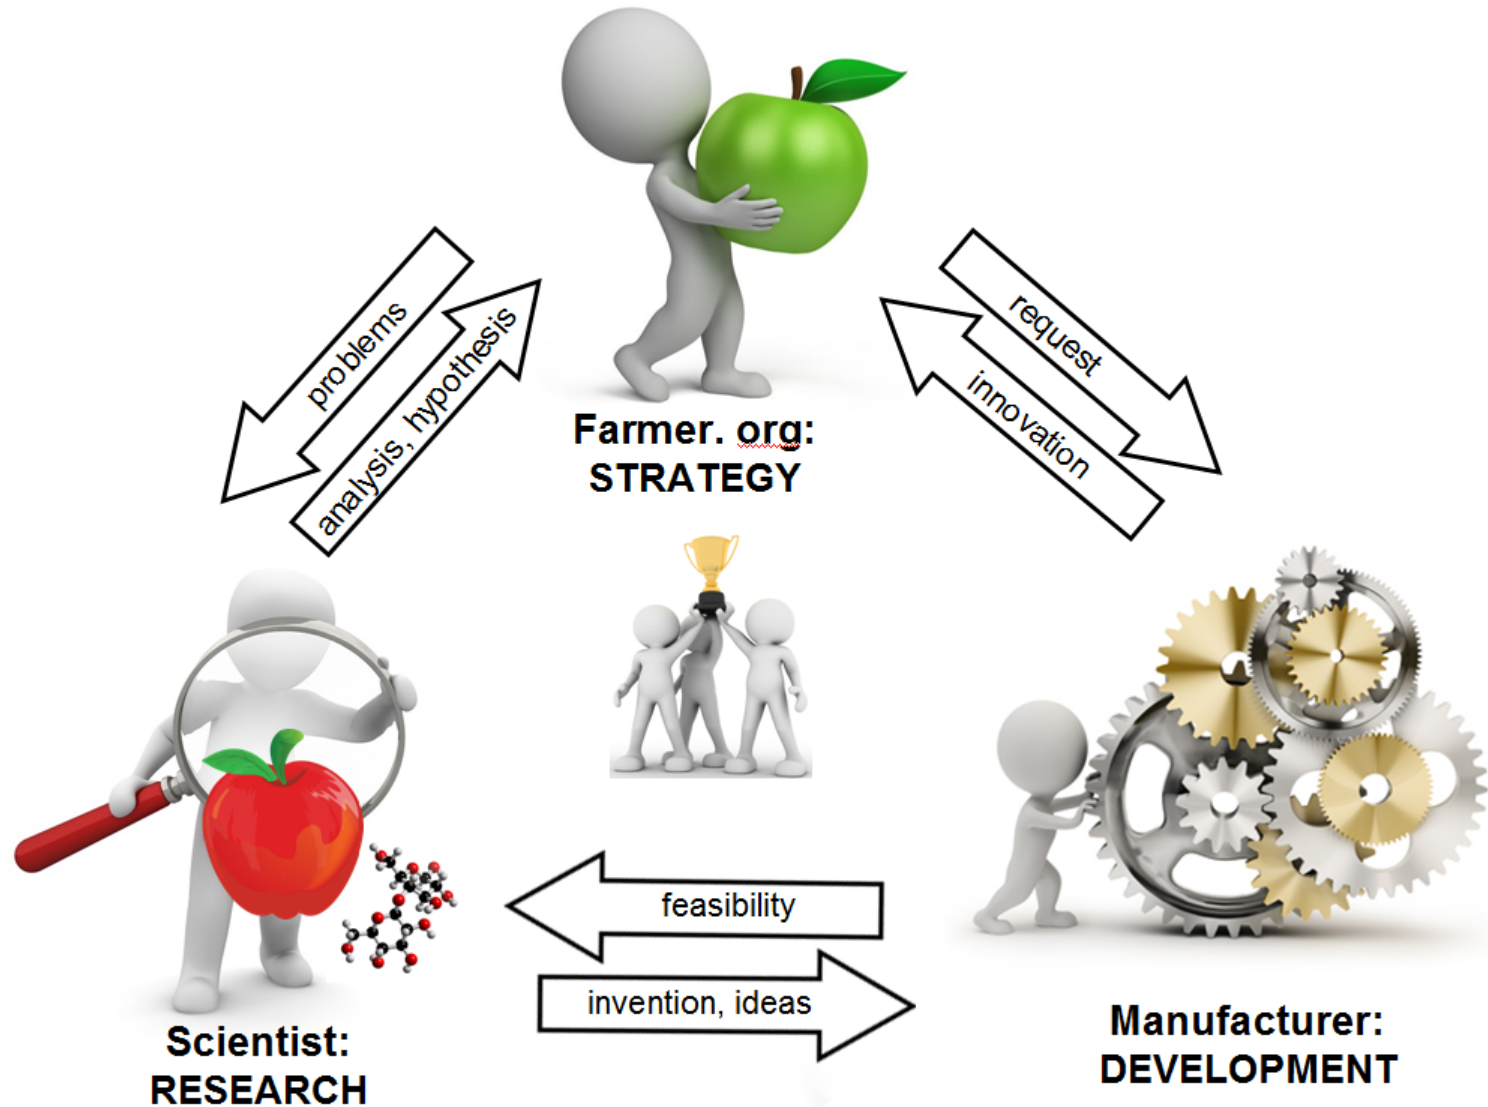 problems
analysis, hypothesis
request
innovation
Farmer. org:
STRATEGY
feasibility
invention, ideas
Scientist:
RESEARCH
Manufacturer:
DEVELOPMENT